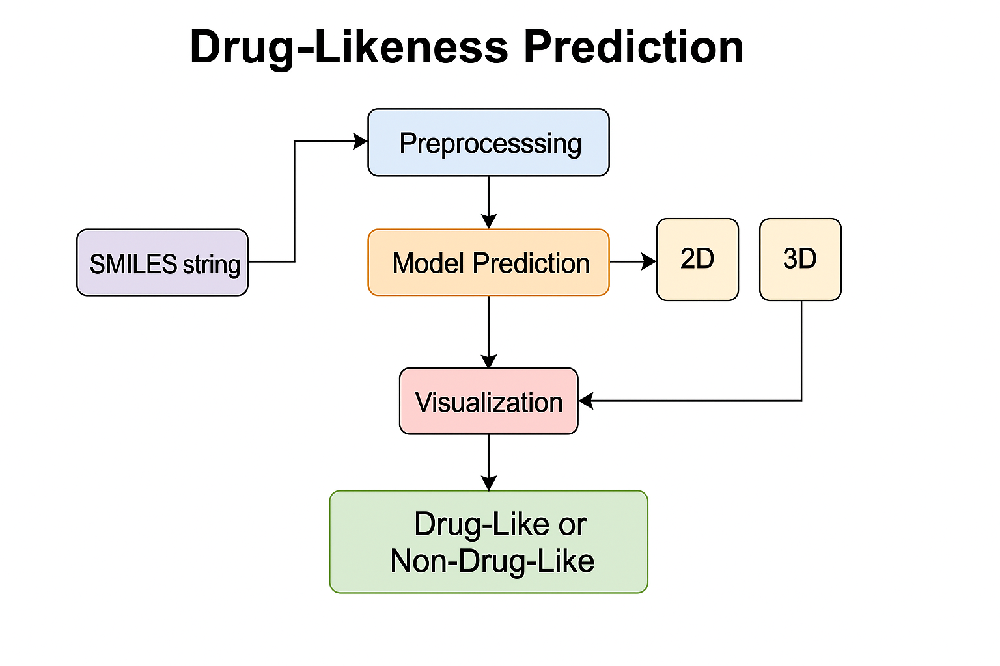 Drug-Likeness Prediction
Preprocesssing
SMILES string
Model Prediction
2D
3D
Visualization
Drug-Like or
Non-Drug-Like